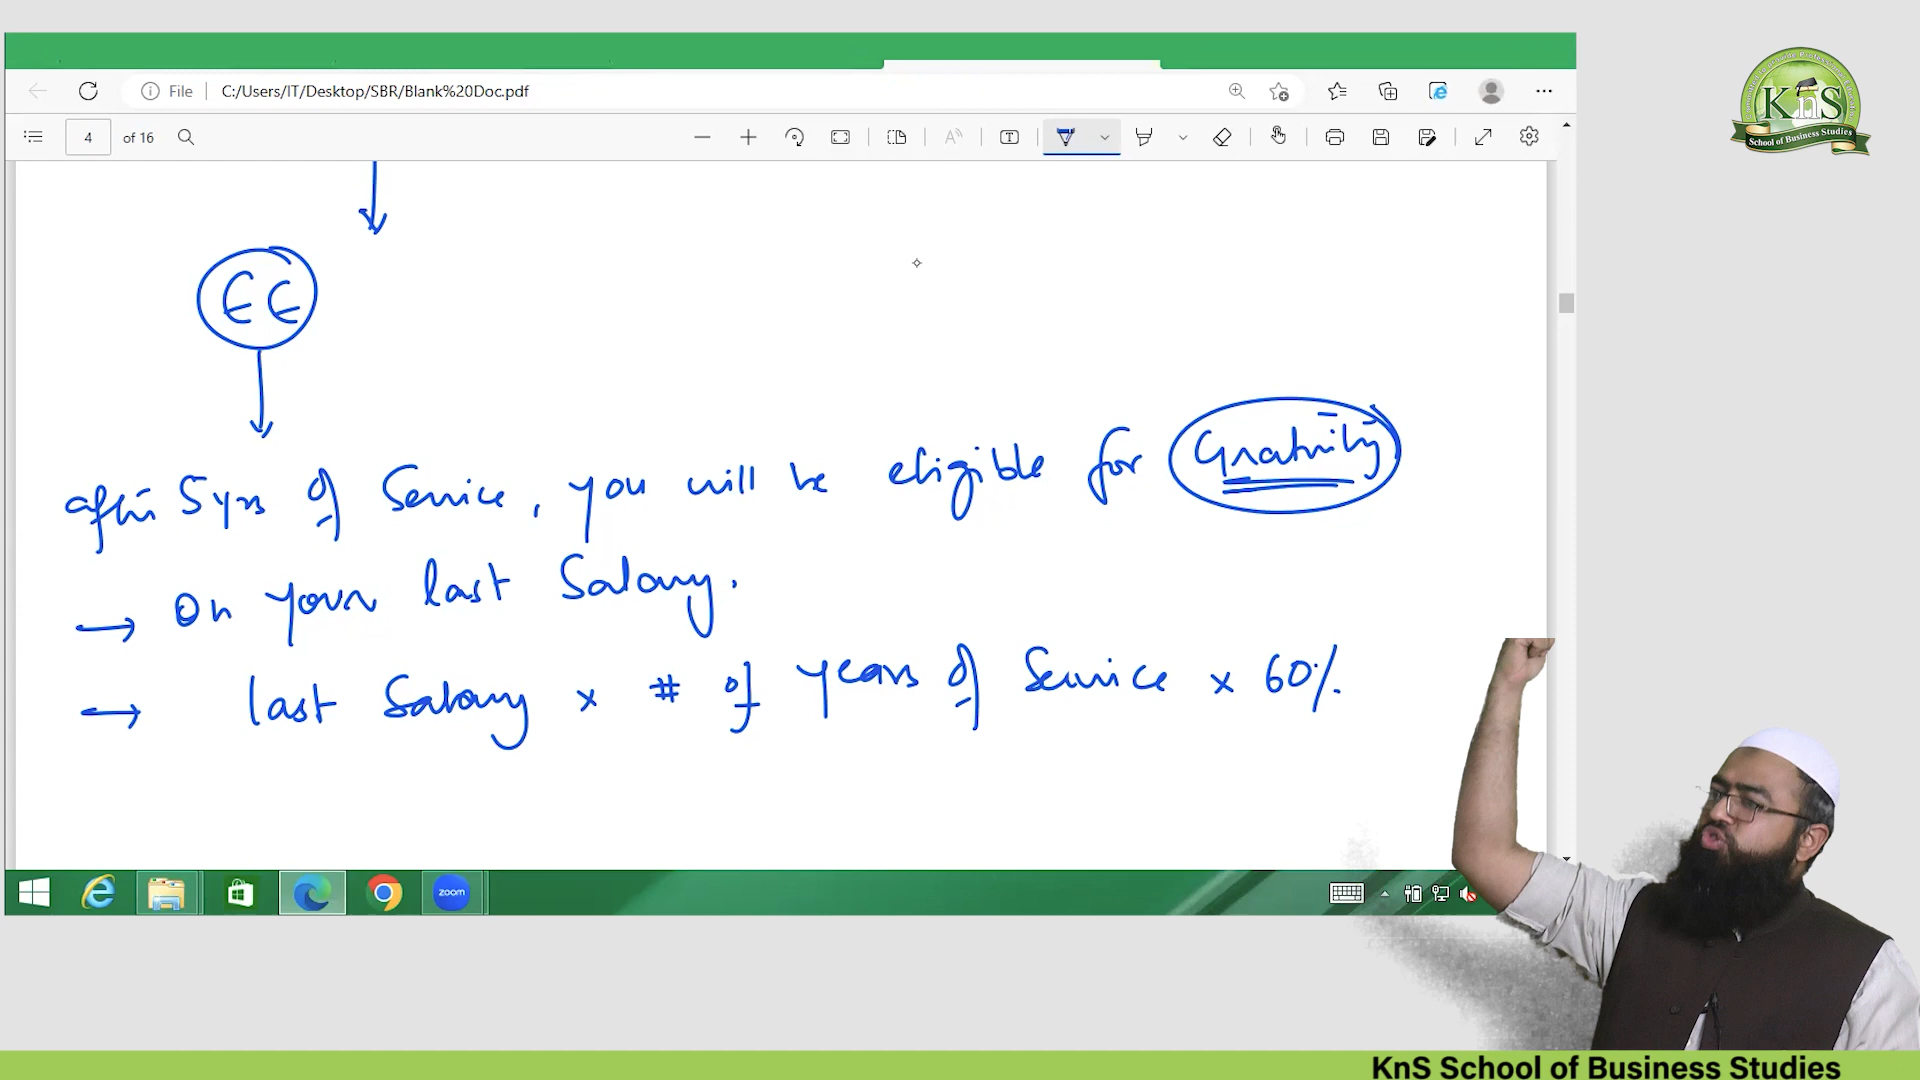 File
C:/Users/IT/Desktop/SBR/Blank%20Doc.pdf
4 of 16
KnS
School of Business Studies
EE
after 5 yrs of Service, you will be eligible for Gratuity
→ On your last Salary.
→ last Salary x # of years of Service x 60%
zoom
KnS School of Business Studies